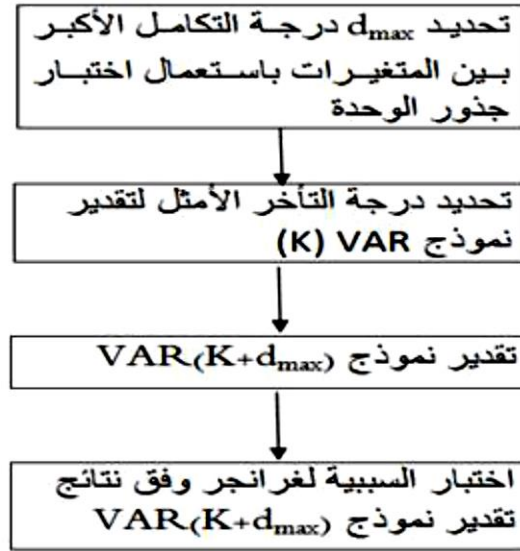 تحديد dmax درجة التكامل الأكبر
بين المتغيرات باستعمال اختبار
جذور الوحدة
تحديد درجة التأخر الأمثل لتقدير
نموذج VAR (K)
تقدير نموذج VAR(K+dmax)
اختبار السببية لغرانجر وفق نتائج
تقدير نموذج VAR(K+dmax)